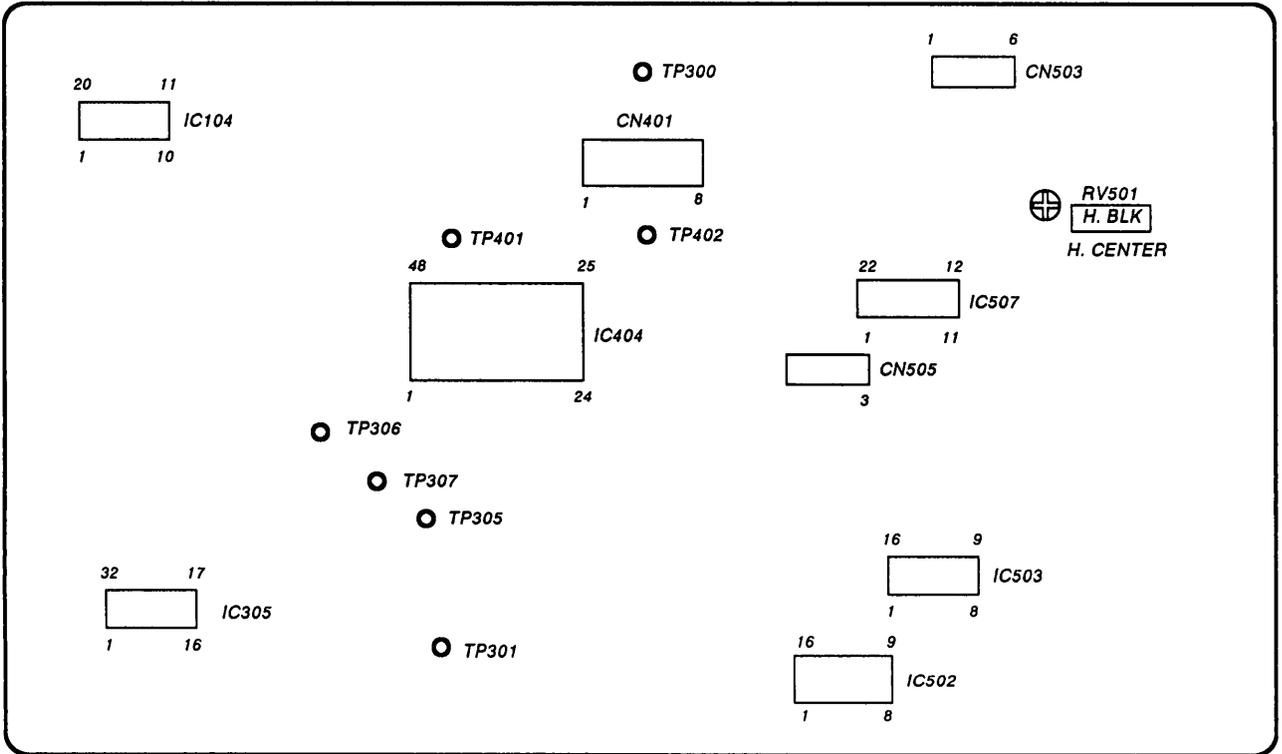 1 6
CN503
TP300
20 11
IC104
1 10
CN401
1 8
RV501
H. BLK
H. CENTER
TP401
TP402
48 25
IC404
1 24
22 12
IC507
1 11
CN505
3
TP306
TP307
TP305
16 9
IC503
1 8
32 17
IC305
1 16
TP301
16 9
IC502
1 8